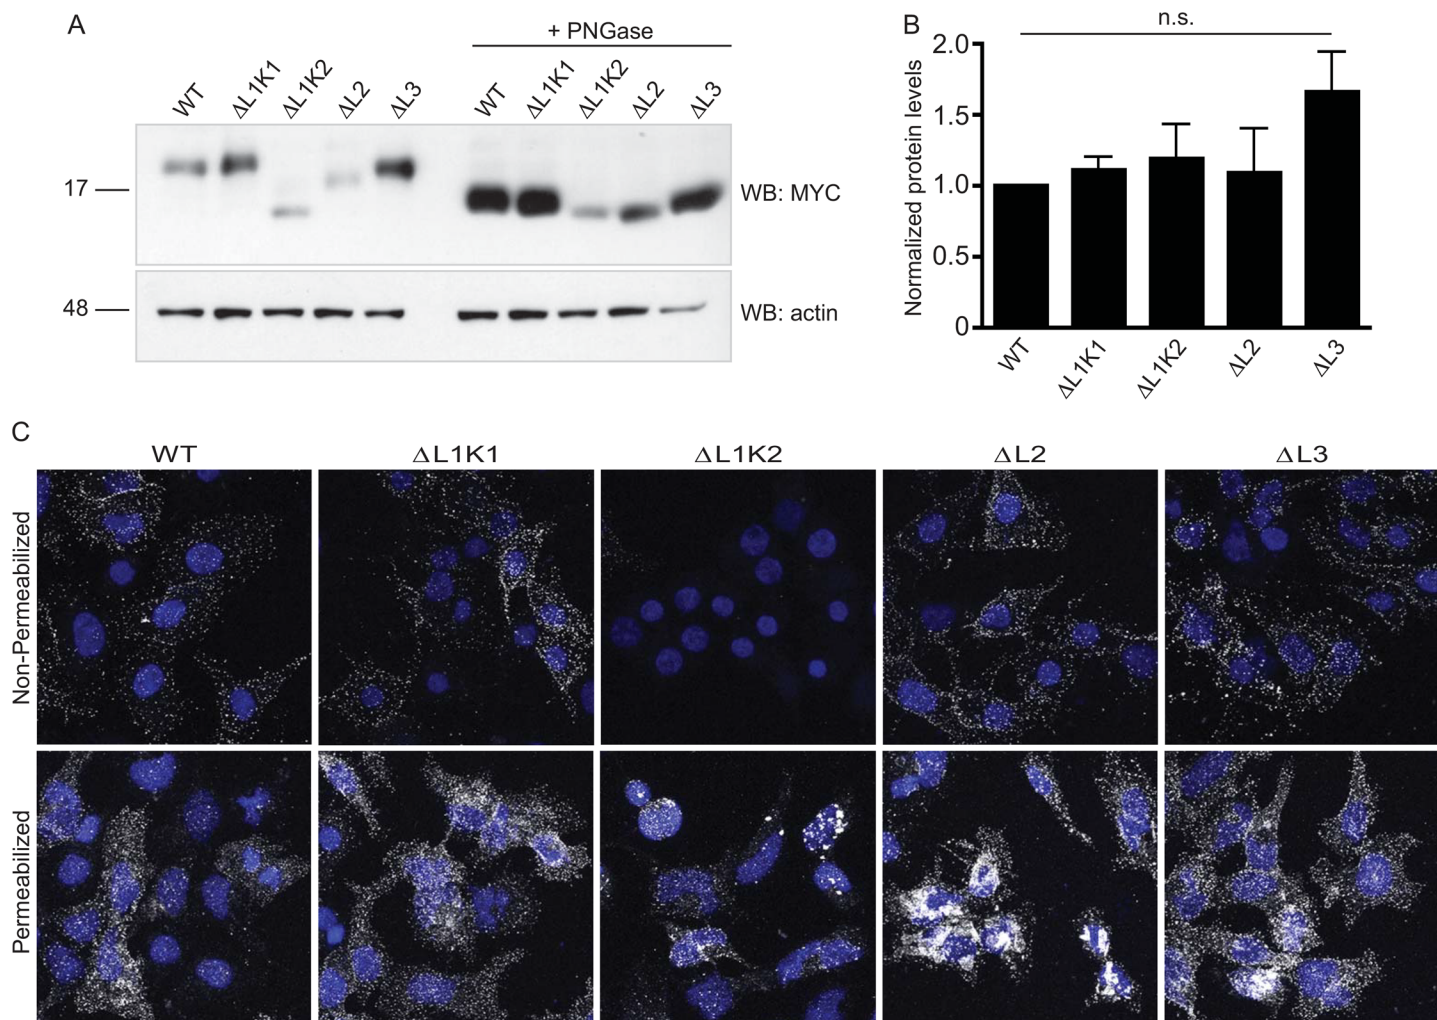 A
+ PNGase
WT ΔL1K1 ΔL1K2 ΔL2 ΔL3 WT ΔL1K1 ΔL1K2 ΔL2 ΔL3
17
WB: MYC
48
WB: actin
B
n.s.
Normalized protein levels
2.0
1.5
1.0
0.5
0
WT ΔL1K1 ΔL1K2 ΔL2 ΔL3
C
WT ΔL1K1 ΔL1K2 ΔL2 ΔL3
Non-Permeabilized
Permeabilized